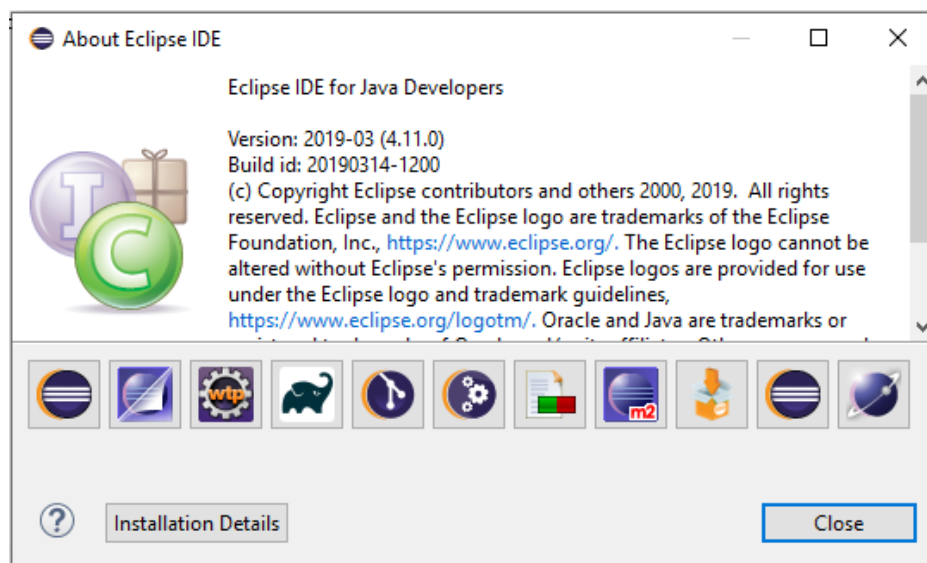 About Eclipse IDE
Eclipse IDE for Java Developers
Version: 2019-03 (4.11.0)
Build id: 20190314-1200
(c) Copyright Eclipse contributors and others 2000, 2019.  All rights
reserved. Eclipse and the Eclipse logo are trademarks of the Eclipse
Foundation, Inc., https://www.eclipse.org/. The Eclipse logo cannot be
altered without Eclipse's permission. Eclipse logos are provided for use
under the Eclipse logo and trademark guidelines,
https://www.eclipse.org/logotm/. Oracle and Java are trademarks or
I
C
wtp
m2
?
Installation Details
Close